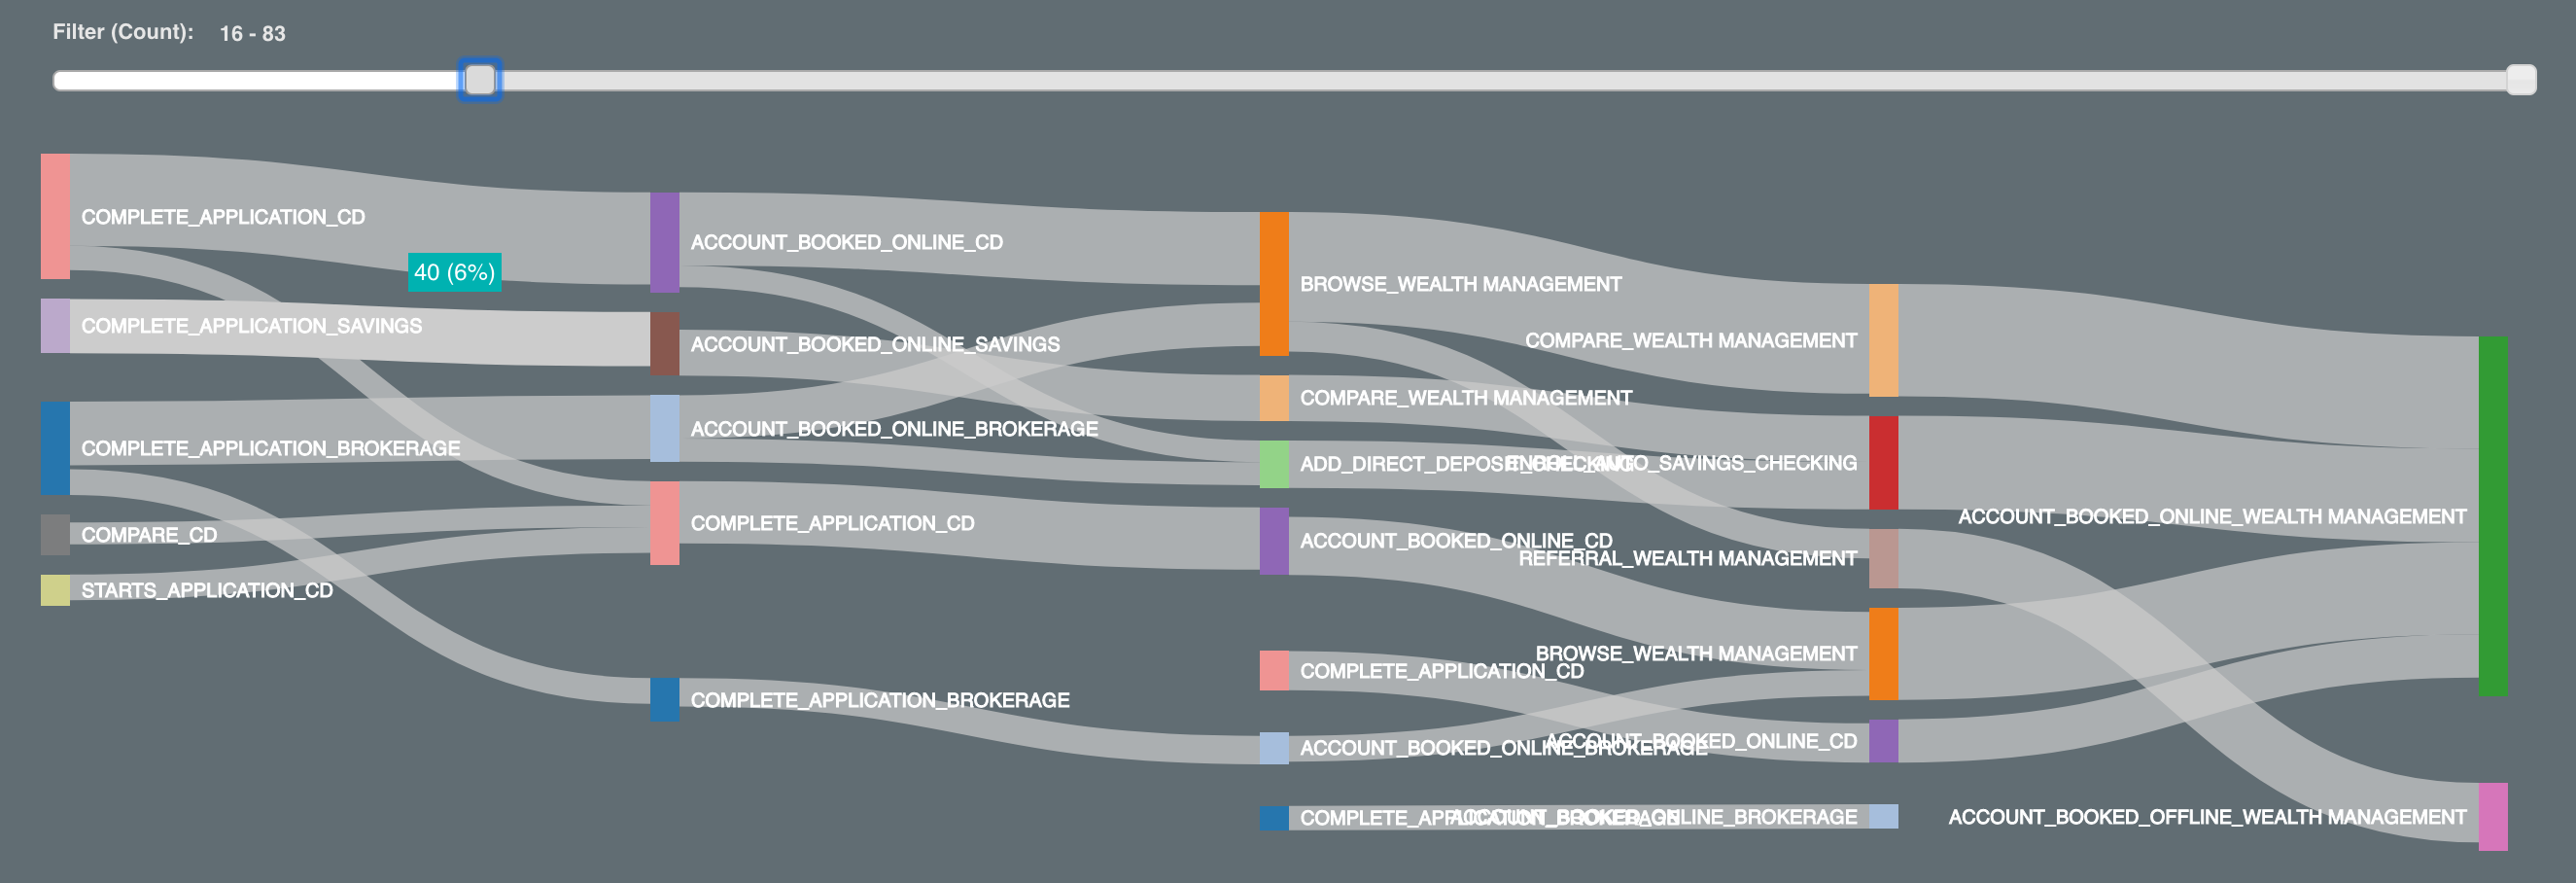 Filter (Count): 16 - 83
COMPLETE_APPLICATION_CD
40 (6%)
COMPLETE_APPLICATION_SAVINGS
COMPLETE_APPLICATION_BROKERAGE
COMPARE_CD
STARTS_APPLICATION_CD
ACCOUNT_BOOKED_ONLINE_CD
ACCOUNT_BOOKED_ONLINE_SAVINGS
ACCOUNT_BOOKED_ONLINE_BROKERAGE
COMPLETE_APPLICATION_CD
COMPLETE_APPLICATION_BROKERAGE
BROWSE_WEALTH MANAGEMENT
COMPARE_WEALTH MANAGEMENT
ADD_DIRECT_DEPOSIT_CHECKING
ACCOUNT_BOOKED_ONLINE_CD
COMPLETE_APPLICATION_CD
ACCOUNT_BOOKED_ONLINE_BROKERAGE
COMPLETE_APPLICATION_BROKERAGE
COMPARE_WEALTH MANAGEMENT
ENROLL_AUTO_SAVINGS_CHECKING
REFERRAL_WEALTH MANAGEMENT
BROWSE_WEALTH MANAGEMENT
ACCOUNT_BOOKED_ONLINE_CD
ACCOUNT_BOOKED_ONLINE_BROKERAGE
ACCOUNT_BOOKED_ONLINE_WEALTH MANAGEMENT
ACCOUNT_BOOKED_OFFLINE_WEALTH MANAGEMENT